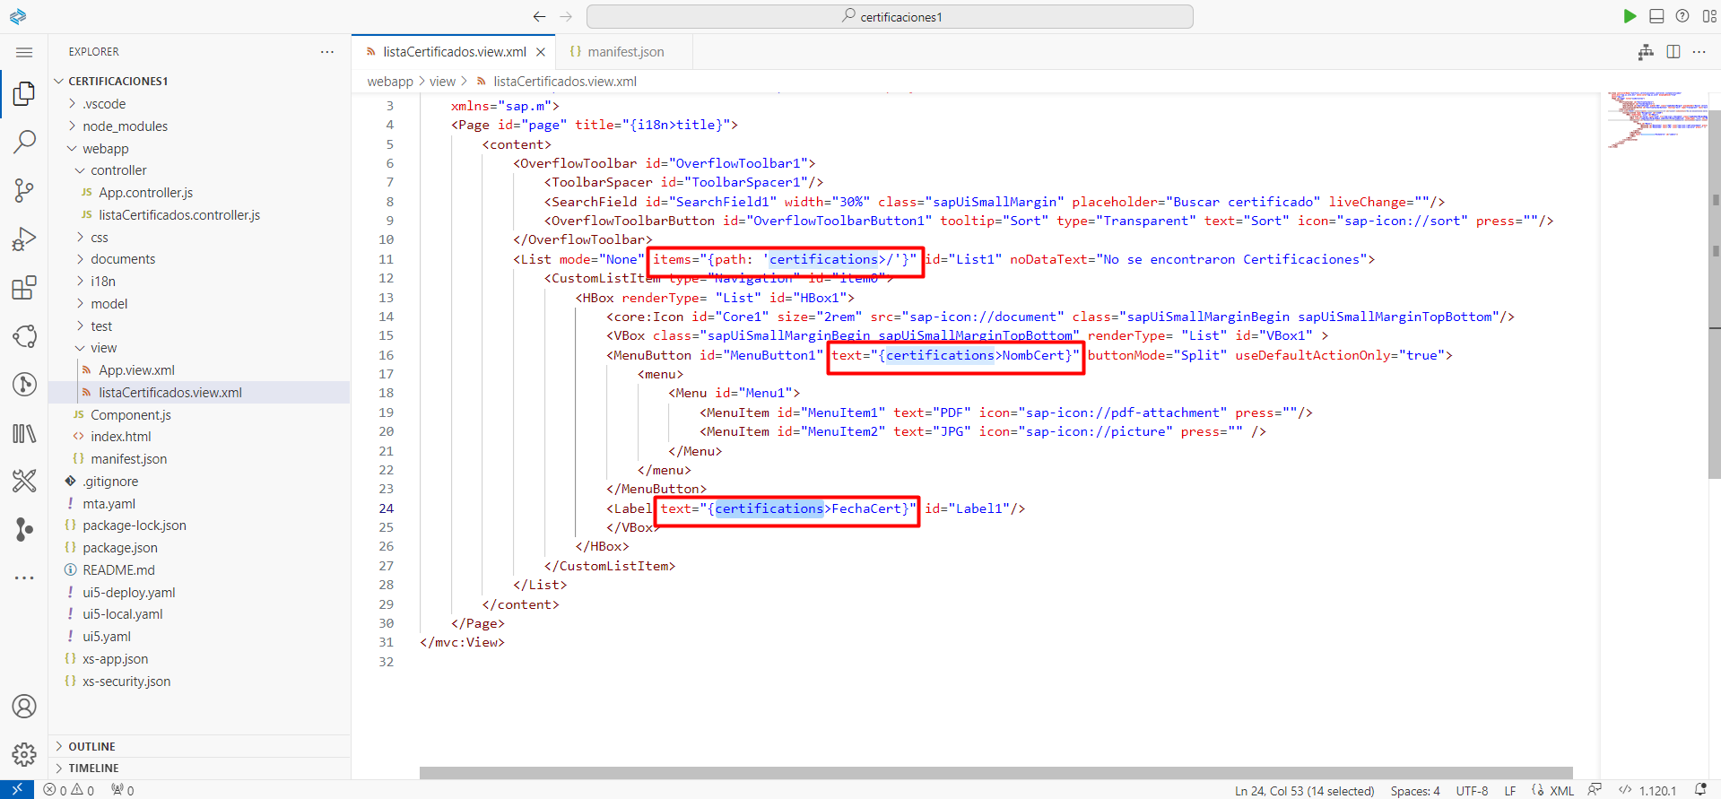 certificaciones1
EXPLORER
CERTIFICACIONES1
.vscode
node_modules
webapp
controller
JS App.controller.js
JS listaCertificados.controller.js
css
documents
i18n
model
test
view
App.view.xml
listaCertificados.view.xml
JS Component.js
<> index.html
{} manifest.json
.gitignore
! mta.yaml
{} package-lock.json
{} package.json
README.md
! ui5-deploy.yaml
! ui5-local.yaml
! ui5.yaml
{} xs-app.json
{} xs-security.json
OUTLINE
TIMELINE
listaCertificados.view.xml
{} manifest.json
webapp > view > listaCertificados.view.xml
3 xmlns="sap.m">
4 <Page id="page" title="{i18n>title}">
5 <content>
6 <OverflowToolbar id="OverflowToolbar1">
7 <ToolbarSpacer id="ToolbarSpacer1"/>
8 <SearchField id="SearchField1" width="30%" class="sapUiSmallMargin" placeholder="Buscar certificado" liveChange=""/>
9 <OverflowToolbarButton id="OverflowToolbarButton1" tooltip="Sort" type="Transparent" text="Sort" icon="sap-icon://sort" press=""/>
10 </OverflowToolbar>
11 <List mode="None" items="{path: 'certifications>/'}" id="List1" noDataText="No se encontraron Certificaciones">
12 <CustomListItem type="Navigation" id="item0">
13 <HBox renderType= "List" id="HBox1">
14 <core:Icon id="Core1" size="2rem" src="sap-icon://document" class="sapUiSmallMarginBegin sapUiSmallMarginTopBottom"/>
15 <VBox class="sapUiSmallMarginBegin sapUiSmallMarginTopBottom" renderType= "List" id="VBox1" >
16 <MenuButton id="MenuButton1" text="{certifications>NombCert}" buttonMode="Split" useDefaultActionOnly="true">
17 <menu>
18 <Menu id="Menu1">
19 <MenuItem id="MenuItem1" text="PDF" icon="sap-icon://pdf-attachment" press=""/>
20 <MenuItem id="MenuItem2" text="JPG" icon="sap-icon://picture" press="" />
21 </Menu>
22 </menu>
23 </MenuButton>
24 <Label text="{certifications>FechaCert}" id="Label1"/>
25 </VBox>
26 </HBox>
27 </CustomListItem>
28 </List>
29 </content>
30 </Page>
31 </mvc:View>
32
0 0 0
Ln 24, Col 53 (14 selected) Spaces: 4 UTF-8 LF XML 1.120.1